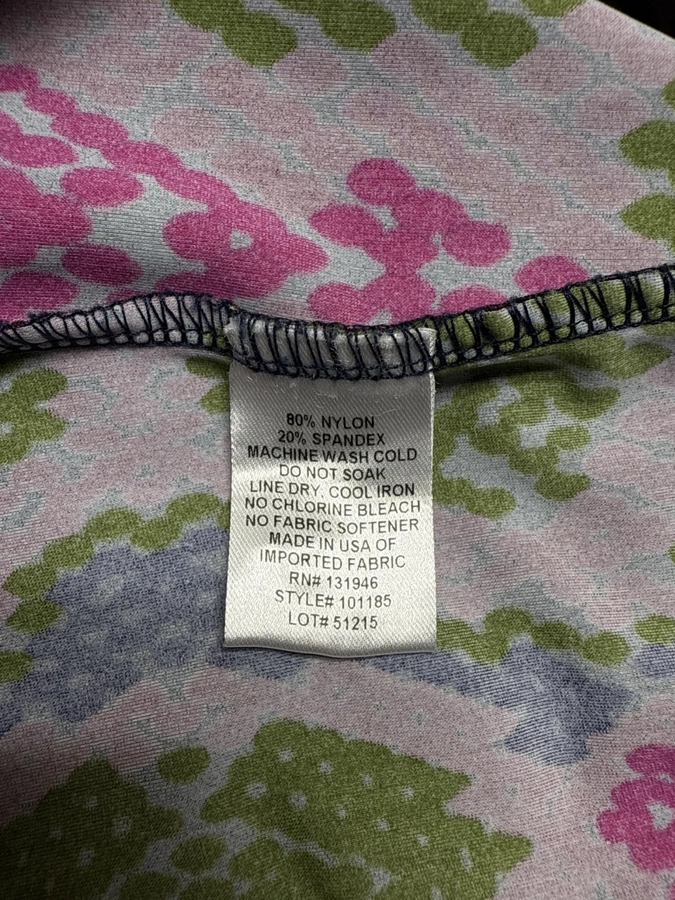 80% NYLON
20% SPANDEX
MACHINE WASH COLD
DO NOT SOAK
LINE DRY, COOL IRON
NO CHLORINE BLEACH
NO FABRIC SOFTENER
MADE IN USA OF
IMPORTED FABRIC
RN# 131946
STYLE# 101185
LOT# 51215